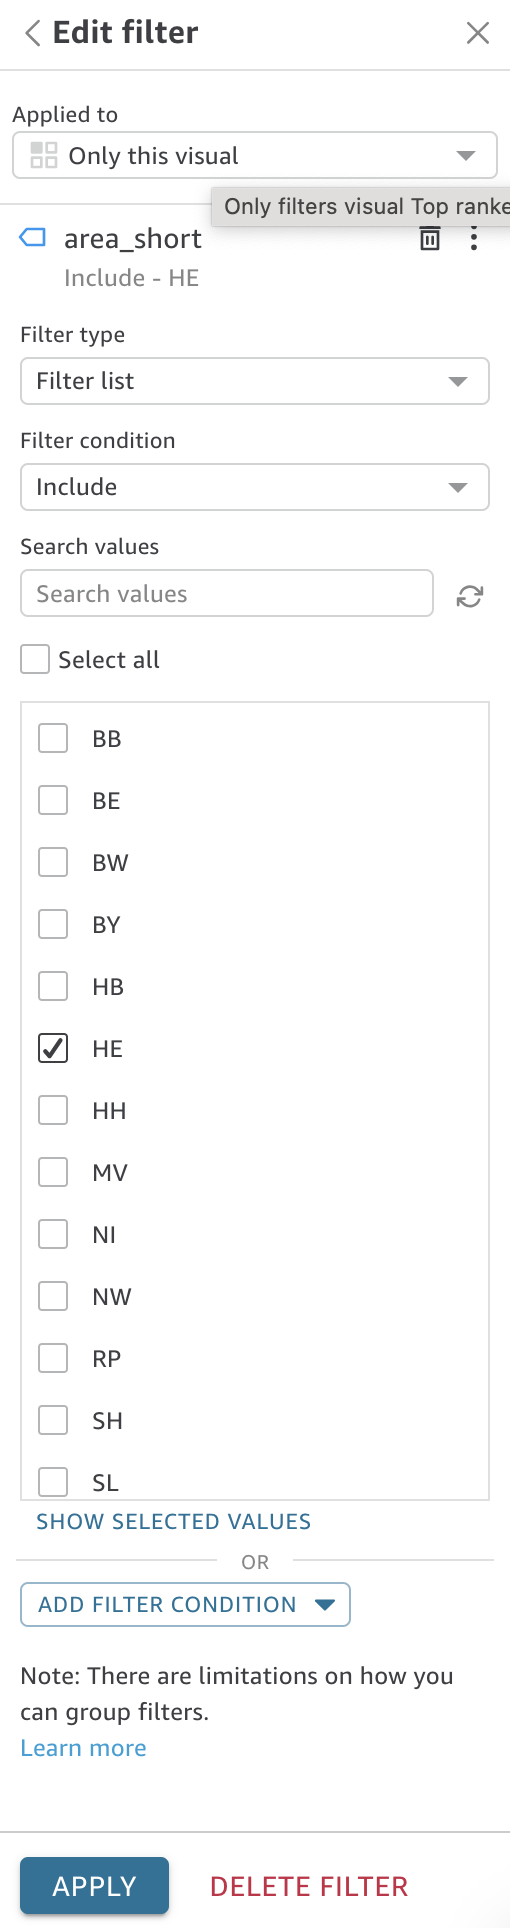 Edit filter
Applied to
Only this visual
Only filters visual Top ranke
area_short
Include - HE
Filter type
Filter list
Filter condition
Include
Search values
Search values
Select all
BB
BE
BW
BY
HB
HE
HH
MV
NI
NW
RP
SH
SL
SHOW SELECTED VALUES
OR
ADD FILTER CONDITION
Note: There are limitations on how you
can group filters.
Learn more
APPLY DELETE FILTER